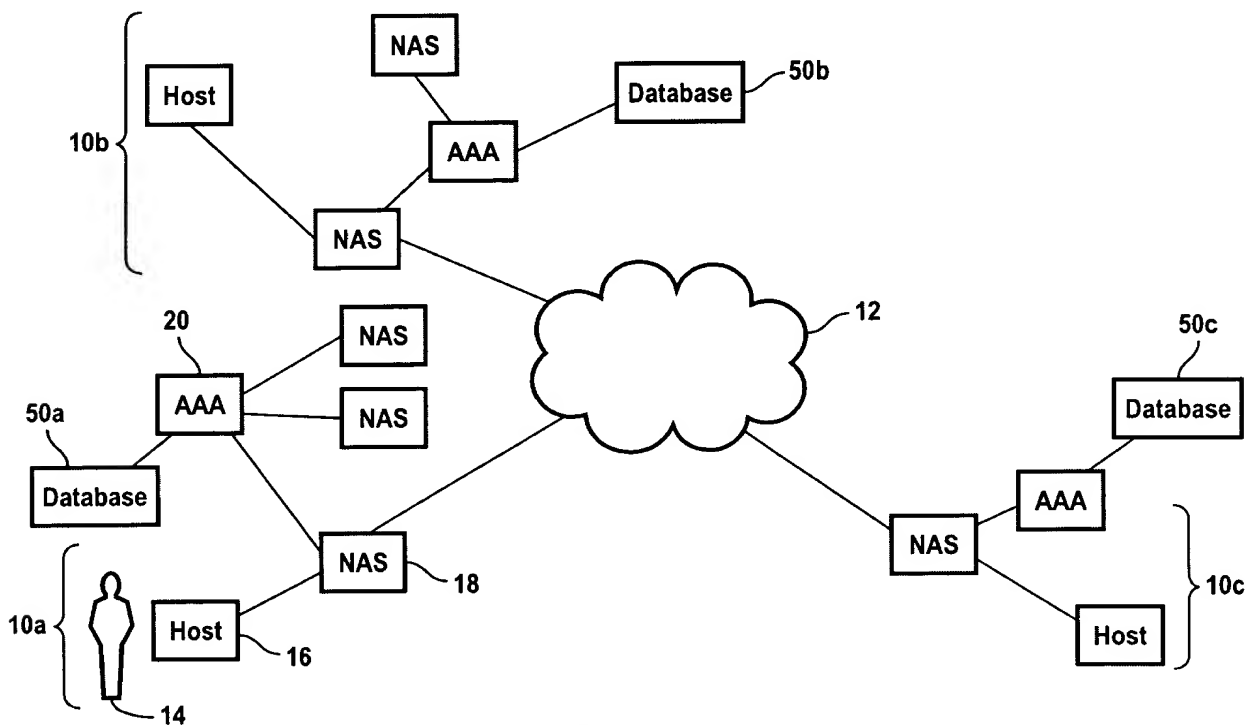 NAS
Host
Database
50b
10b
AAA
NAS
20
NAS
12
50c
AAA
NAS
Database
50a
Database
AAA
NAS
NAS
18
10c
10a
Host
16
Host
14